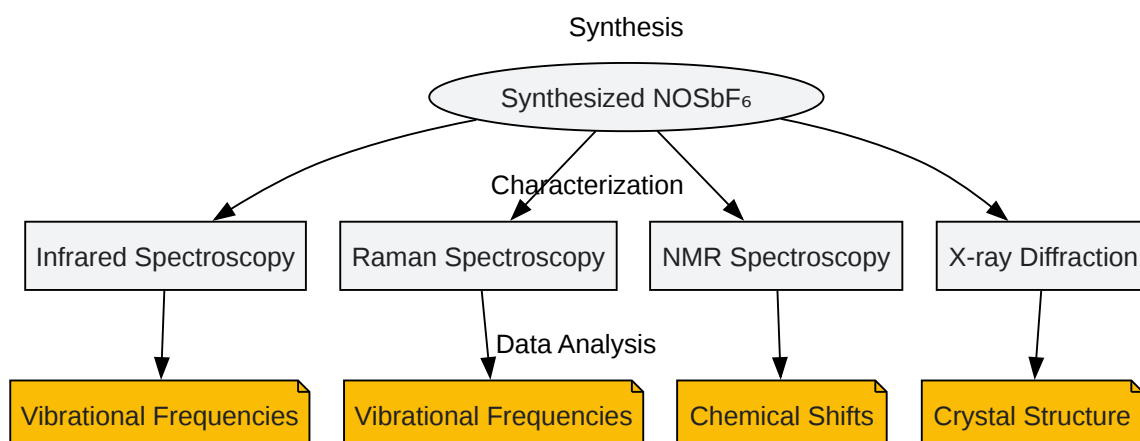 Synthesis
Synthesized NOSbF₆
Characterization
Infrared Spectroscopy
Raman Spectroscopy
NMR Spectroscopy
X-ray Diffraction
Data Analysis
Vibrational Frequencies
Vibrational Frequencies
Chemical Shifts
Crystal Structure